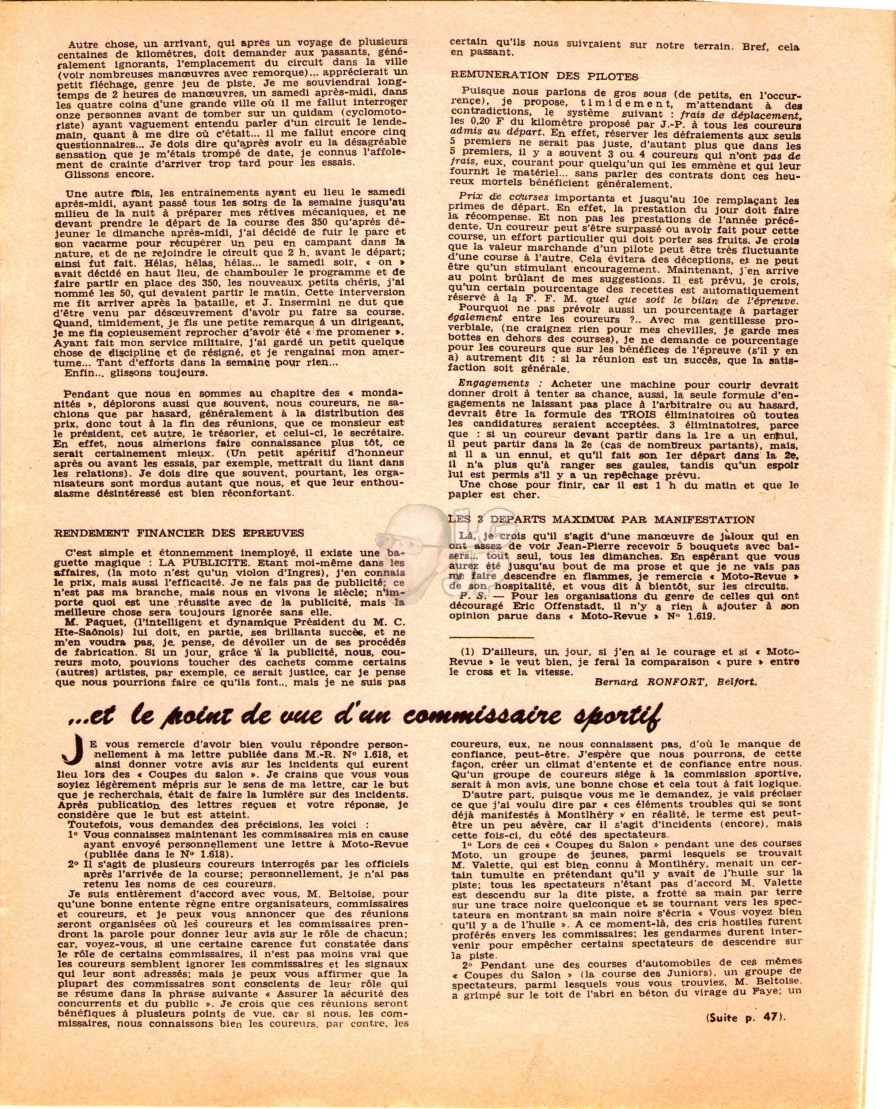 Autre chose, un arrivant, qui après un voyage de plusieurs
centaines de kilomètres, doit demander aux passants, géné-
ralement ignorants, l'emplacement du circuit dans la ville
(voir nombreuses manœuvres avec remorque)... apprécierait un
petit fléchage, genre jeu de piste. Je me souviendrai long-
temps de 2 heures de manœuvres, un samedi après-midi, dans
les quatre coins d'une grande ville où il me fallut interroger
onze personnes avant de tomber sur un quidam (cyclomoto-
riste) ayant vaguement entendu parler d'un circuit le lende-
main, quant à me dire où c'était... il me fallut encore cinq
questionnaires... Je dois dire qu'après avoir eu la désagréable
sensation que je m'étais trompé de date, je connus l'affole-
ment de crainte d'arriver trop tard pour les essais.
Glissons encore.
Une autre fois, les entraînements ayant eu lieu le samedi
après-midi, ayant passé tous les soirs de la semaine jusqu'au
milieu de la nuit à préparer mes rétives mécaniques, et ne
devant prendre le départ de la course des 350 qu'après dé-
jeuner le dimanche après-midi, j'ai décidé de fuir le parc et
son vacarme pour récupérer un peu en campant dans la
nature, et de ne rejoindre le circuit que 2 h. avant le départ;
ainsi fut fait. Hélas, hélas, hélas... le samedi soir, « on »
avait décidé en haut lieu, de chambouler le programme et de
faire partir en place des 350, les nouveaux petits chéris, j'ai
nommé les 50, qui devaient partir le matin. Cette intervension
me fit arriver après la bataille, et J. Insermini ne dut que
d'être venu par désœuvrement d'avoir pu faire sa course.
Quand, timidement, je fis une petite remarque à un dirigeant,
je me fis copieusement reprocher d'avoir été « me promener ».
Ayant fait mon service militaire, j'ai gardé un petit quelque
chose de discipline et de résigné, et je rengainai mon amer-
tume... Tant d'efforts dans la semaine pour rien...
Enfin... glissons toujours.
Pendant que nous en sommes au chapitre des « monda-
nités », déplorons aussi que souvent, nous coureurs, ne sa-
chions que par hasard, généralement à la distribution des
prix, donc tout à la fin des réunions, que ce monsieur est
le président, cet autre, le trésorier, et celui-ci, le secrétaire.
En effet, nous aimerions faire connaissance plus tôt, ce
serait certainement mieux. (Un petit apéritif d'honneur
après ou avant les essais, par exemple, mettrait du liant dans
les relations). Je dois dire que souvent, pourtant, les orga-
nisateurs sont mordus autant que nous, et que leur enthou-
siasme désintéressé est bien réconfortant.
RENDEMENT FINANCIER DES EPREUVES
C'est simple et étonnement inemployé, il existe une ba-
guette magique : LA PUBLICITE. Etant moi-même dans les
affaires, (la moto n'est qu'un violon d'Ingres), j'en connais
le prix, mais aussi l'efficacité. Je ne fais pas de publicité; ce
n'est pas ma branche, mais nous en vivons le siècle; n'im-
porte quoi est une réussite avec de la publicité, mais la
meilleure chose sera toujours ignorée sans elle.
M. Paquet, (l'intelligent et dynamique Président du M. C.
Hte-Saônois) lui doit, en partie, ses brillants succès, et ne
m'en voudra pas, je pense, de dévoiler un de ses procédés
de fabrication. Si un jour, grâce à la publicité, nous, cou-
reurs moto, pouvions toucher des cachets comme certains
(autres) artistes, par exemple, ce serait justice, car je pense
que nous pourrions faire ce qu'ils font... mais je ne suis pas
certain qu'ils nous suivraient sur notre terrain. Bref, cela
en passant.
REMUNERATION DES PILOTES
Puisque nous parlons de gros sous (de petits, en l'occur-
rence), je propose, timidement, m'attendant à des
contradictions, le système suivant : frais de déplacement,
les 0,20 F du kilomètre proposé par J.-P. à tous les coureurs
admis au départ. En effet, réserver les défraiements aux seuls
5 premiers ne serait pas juste, d'autant plus que dans les
5 premiers, il y a souvent 3 ou 4 coureurs qui n'ont pas de
frais, eux, courant pour quelqu'un qui les emmène et qui leur
fournit le matériel... sans parler des contrats dont ces heu-
reux mortels bénéficient généralement.
Prix de courses importants et jusqu'au 10e remplaçant les
primes de départ. En effet, la prestation du jour doit faire
la récompense. Et non pas les prestations de l'année précé-
dente. Un coureur peut s'être surpassé ou avoir fait pour cette
course, un effort particulier qui doit porter ses fruits. Je crois
que la valeur marchande d'un pilote peut être très fluctuante
d'une course à l'autre. Cela évitera des déceptions, et ne peut
être qu'un stimulant encouragement. Maintenant, j'en arrive
au point brûlant de mes suggestions. Il est prévu, je crois,
qu'un certain pourcentage des recettes est automatiquement
réservé à la F. F. M. quel que soit le bilan de l'épreuve.
Pourquoi ne pas prévoir aussi un pourcentage à partager
également entre les coureurs ?.. Avec ma gentillesse pro-
verbiale, (ne craignez rien pour mes chevilles, je garde mes
bottes en dehors des courses), je ne demande ce pourcentage
pour les coureurs que sur les bénéfices de l'épreuve (s'il y en
a) autrement dit : si la réunion est un succès, que la satis-
faction soit générale.
Engagements : Acheter une machine pour courir devrait
donner droit à tenter sa chance, aussi, la seule formule d'en-
gagements ne laissant pas place à l'arbitraire ou au hasard,
devrait être la formule des TROIS éliminatoires où toutes
les candidatures seraient acceptées. 3 éliminatoires, parce
que : si un coureur devant partir dans la 1re a un ennui,
il peut partir dans la 2e (cas de nombreux partants), mais,
si il a un ennui, et qu'il fait son 1er départ dans la 2e,
il n'a plus qu'à ranger ses gaules, tandis qu'un espoir
lui est permis s'il y a un repêchage prévu.
Une chose pour finir, car il est 1 h du matin et que le
papier est cher.
LES 3 DEPARTS MAXIMUM PAR MANIFESTATION
Là, je crois qu'il s'agit d'une manœuvre de jaloux qui en
ont assez de voir Jean-Pierre recevoir 5 bouquets avec bai-
sers... tout seul, tous les dimanches. En espérant que vous
aurez été jusqu'au bout de ma prose et que je ne vais pas
me faire descendre en flammes, je remercie « Moto-Revue »
de son hospitalité, et vous dit à bientôt, sur les circuits.
P. S. — Pour les organisations du genre de celles qui ont
découragé Eric Offenstadt, il n'y a rien à ajouter à son
opinion parue dans « Moto-Revue » N° 1.619.
(1) D'ailleurs, un jour, si j'en ai le courage et si « Moto-
Revue » le veut bien, je ferai la comparaison « pure » entre
le cross et la vitesse.
Bernard RONFORT, Belfort.
...et le point de vue d'un commissaire sportif
JE vous remercie d'avoir bien voulu répondre person-
nellement à ma lettre publiée dans M.-R. N° 1.618, et
ainsi donner votre avis sur les incidents qui eurent
lieu lors des « Coupes du Salon ». Je crains que vous vous
soyiez légèrement mépris sur le sens de ma lettre, car le but
que je recherchais, était de faire la lumière sur des incidents.
Après publication des lettres reçues et votre réponse, je
considère que le but est atteint.
Toutefois, vous demandez des précisions, les voici :
1° Vous connaissez maintenant les commissaires mis en cause
ayant envoyé personnellement une lettre à Moto-Revue
(publiée dans le N° 1.618).
2° Il s'agit de plusieurs coureurs interrogés par les officiels
après l'arrivée de la course; personnellement, je n'ai pas
retenu les noms de ces coureurs.
Je suis entièrement d'accord avec vous, M. Beltoise, pour
qu'une bonne entente règne entre organisateurs, commissaires
et coureurs, et je peux vous annoncer que des réunions
seront organisées où les coureurs et les commissaires pren-
dront la parole pour donner leur avis sur le rôle de chacun;
car, voyez-vous, si une certaine carence fut constatée dans
le rôle de certains commissaires, il n'est pas moins vrai que
les coureurs semblent ignorer les commissaires et les signaux
qui leur sont adressés; mais je peux vous affirmer que la
plupart des commissaires sont conscients de leur rôle qui
se résume dans la phrase suivante « Assurer la sécurité des
concurrents et du public ». Je crois que ces réunions seront
bénéfiques à plusieurs points de vue, car si nous, les com-
missaires, nous connaissons bien les coureurs, par contre, les
coureurs, eux, ne nous connaissent pas, d'où le manque de
confiance, peut-être. J'espère que nous pourrons, de cette
façon, créer un climat d'entente et de confiance entre nous.
Qu'un groupe de coureurs siège à la commission sportive,
serait à mon avis, une bonne chose et cela tout à fait logique.
D'autre part, puisque vous me le demandez, je vais préciser
ce que j'ai voulu dire par « ces éléments troubles qui se sont
déjà manifestés à Montlhéry » en réalité, le terme est peut-
être un peu sévère, car il s'agit d'incidents (encore), mais
cette fois-ci, du côté des spectateurs.
1° Lors de ces « Coupes du Salon » pendant une des courses
Moto, un groupe de jeunes, parmi lesquels se trouvait
M. Valette, qui est bien, connu à Montlhéry, menait un cer-
tain tumulte en prétendant qu'il y avait de l'huile sur la
piste; tous les spectateurs n'étant pas d'accord M. Valette
est descendu sur la dite piste, a frotté sa main par terre
sur une trace noire quelconque et se tournant vers les spec-
tateurs en montrant sa main noire s'écria « Vous voyez bien
qu'il y a de l'huile ». A ce moment-là, des cris hostiles furent
proférés envers les commissaires; les gendarmes durent inter-
venir pour empêcher certains spectateurs de descendre sur
la piste.
2° Pendant une des courses d'automobiles de ces mêmes
« Coupes du Salon » (la course des Juniors), un groupe de
spectateurs, parmi lesquels vous vous trouviez, M. Beltoise,
a grimpé sur le toit de l'abri en béton du virage du Faye; un
(Suite p. 47).